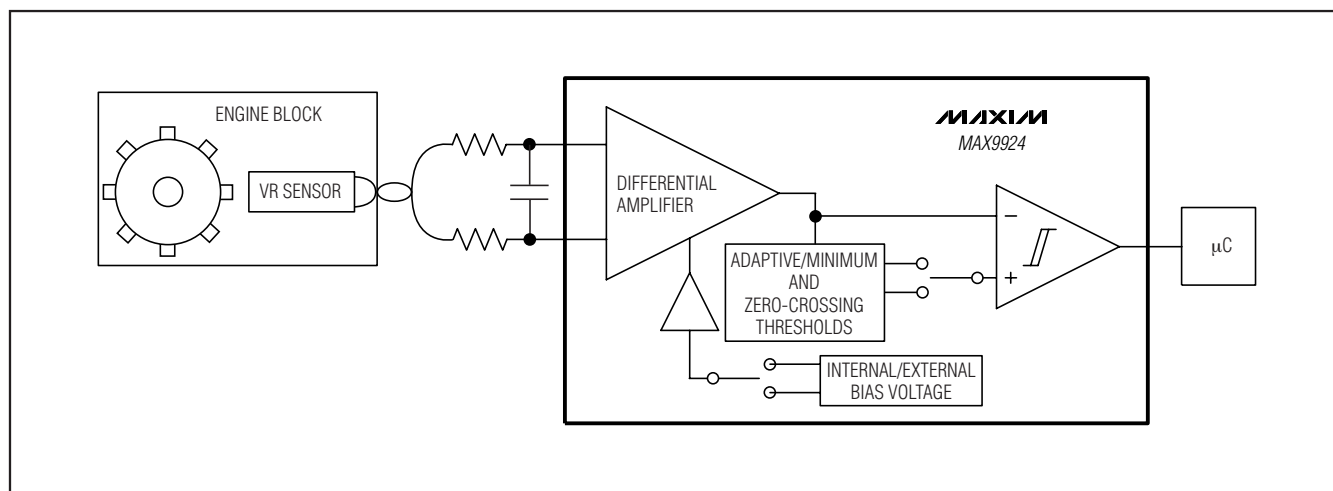 ENGINE BLOCK
VR SENSOR
DIFFERENTIAL
AMPLIFIER
MAXIM
MAX9924
ADAPTIVE/MINIMUM
AND
ZERO-CROSSING
THRESHOLDS
−
+
INTERNAL/EXTERNAL
BIAS VOLTAGE
μC